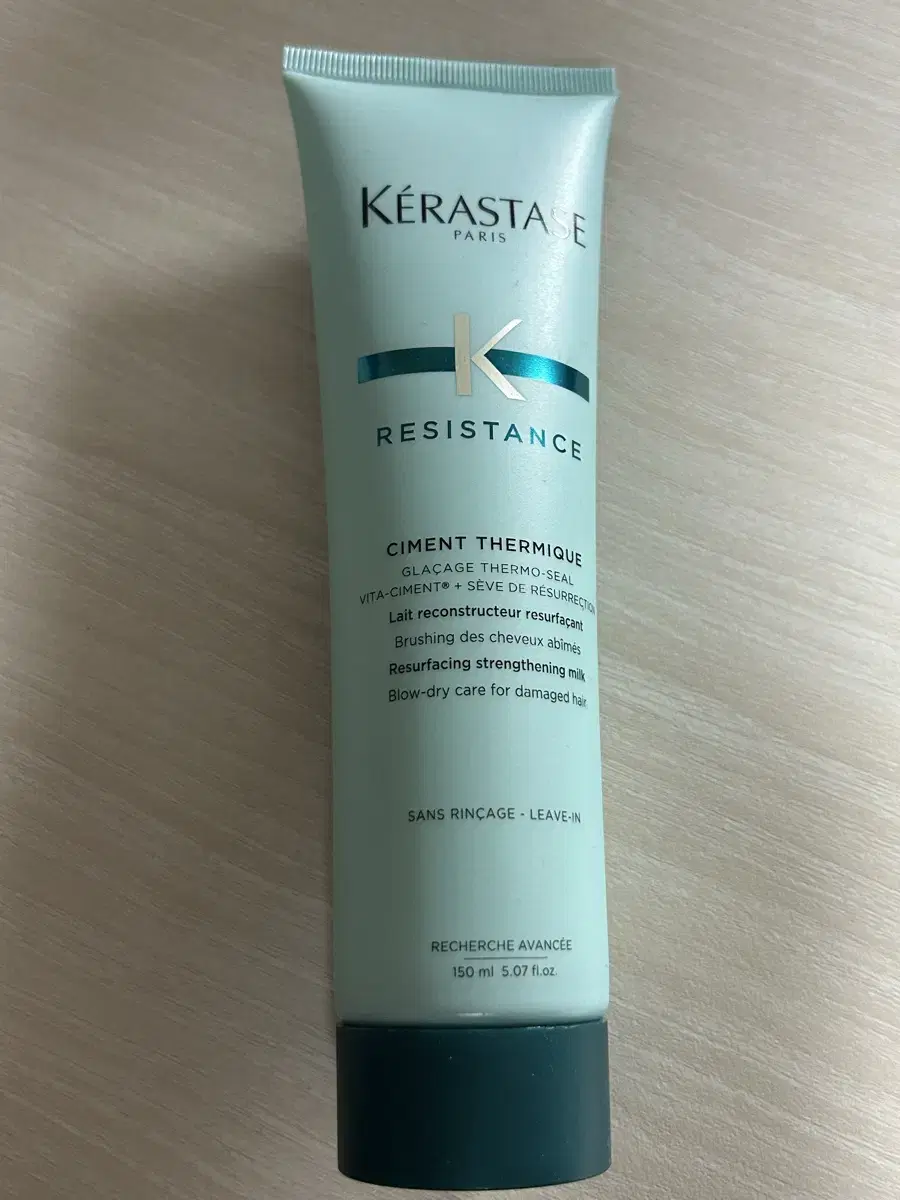 KÉRASTASE
PARIS
K
RESISTANCE
CIMENT THERMIQUE
GLAÇAGE THERMO-SEAL
VITA-CIMENT® + SÈVE DE RÉSURRECTION
Lait reconstructeur resurfaçant
Brushing des cheveux abîmés
Resurfacing strengthening milk
Blow-dry care for damaged hair
SANS RINÇAGE - LEAVE-IN
RECHERCHE AVANCÉE
150 ml 5.07 fl.oz.